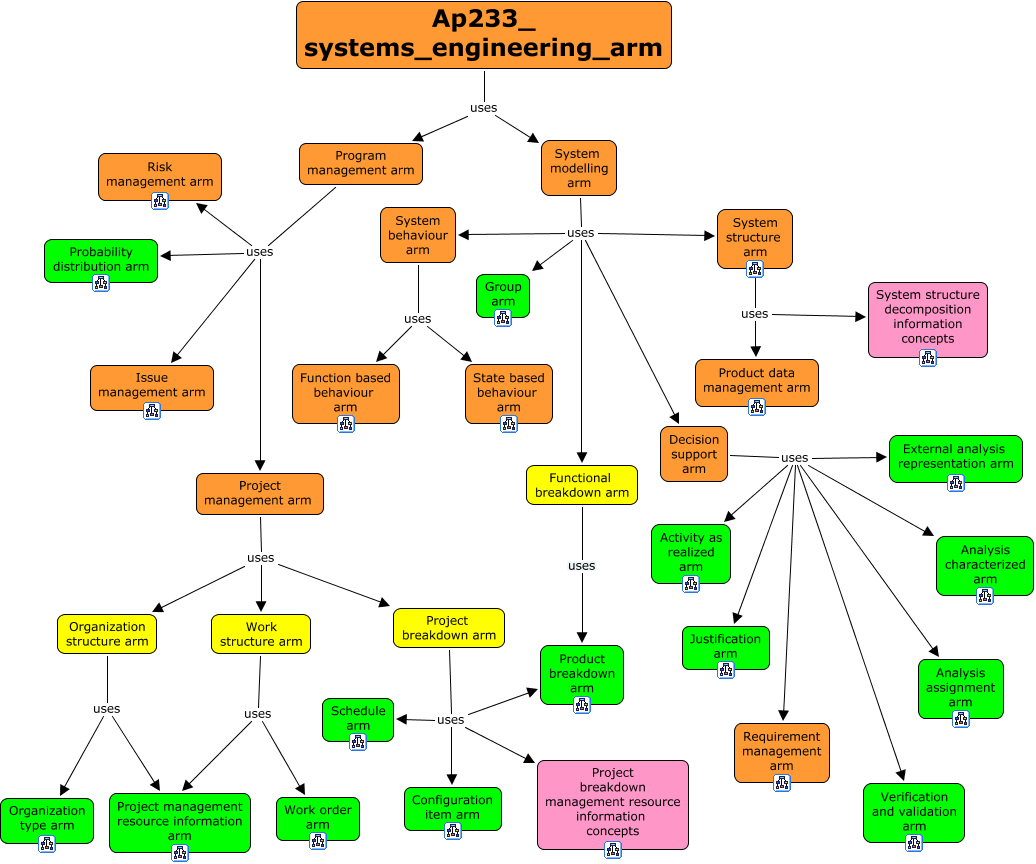 Ap233_
systems_engineering_arm
uses
Program
management arm
System
modelling
arm
Risk
management arm
Probability
distribution arm
uses
Issue
management arm
System
behaviour
arm
uses
System
structure
arm
Group
arm
uses
Function based
behaviour
arm
State based
behaviour
arm
uses
System structure
decomposition
information
concepts
Product data
management arm
Decision
support
arm
uses
External analysis
representation arm
Activity as
realized
arm
Analysis
characterized
arm
Justification
arm
Analysis
assignment
arm
Requirement
management
arm
Verification
and validation
arm
Functional
breakdown arm
uses
Product
breakdown
arm
Project
management arm
uses
Organization
structure arm
Work
structure arm
Project
breakdown arm
uses
uses
uses
Schedule
arm
Organization
type arm
Project management
resource information
arm
Work order
arm
Configuration
item arm
Project
breakdown
management resource
information
concepts